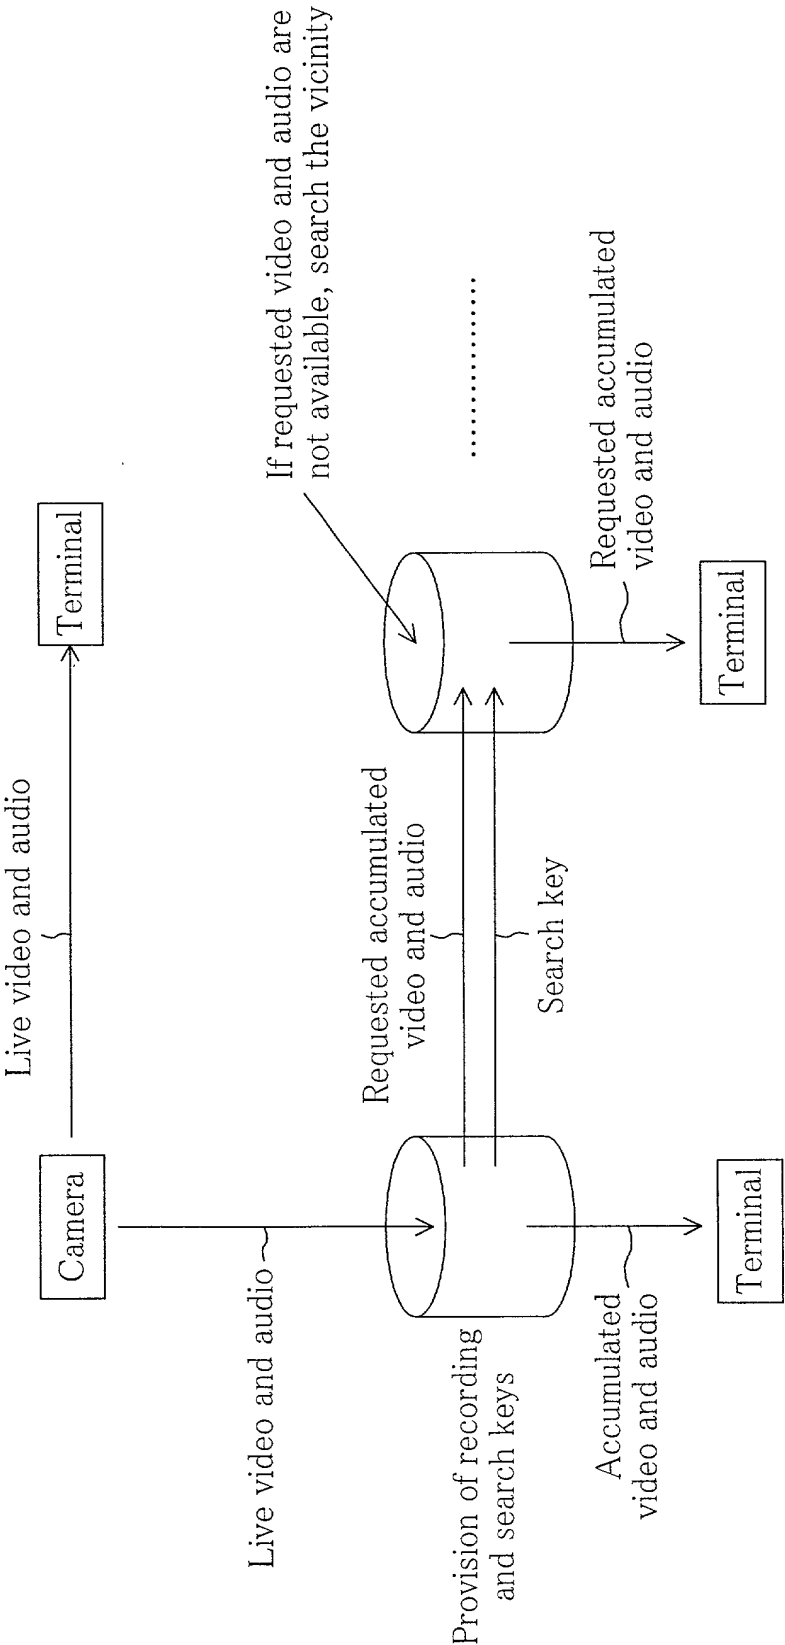 Live video and audio
Camera
Terminal
Live video and audio
If requested video and audio are
not available, search the vicinity
Requested accumulated
video and audio
Provision of recording
and search keys
Search key
Accumulated
video and audio
Requested accumulated
video and audio
Terminal
Terminal